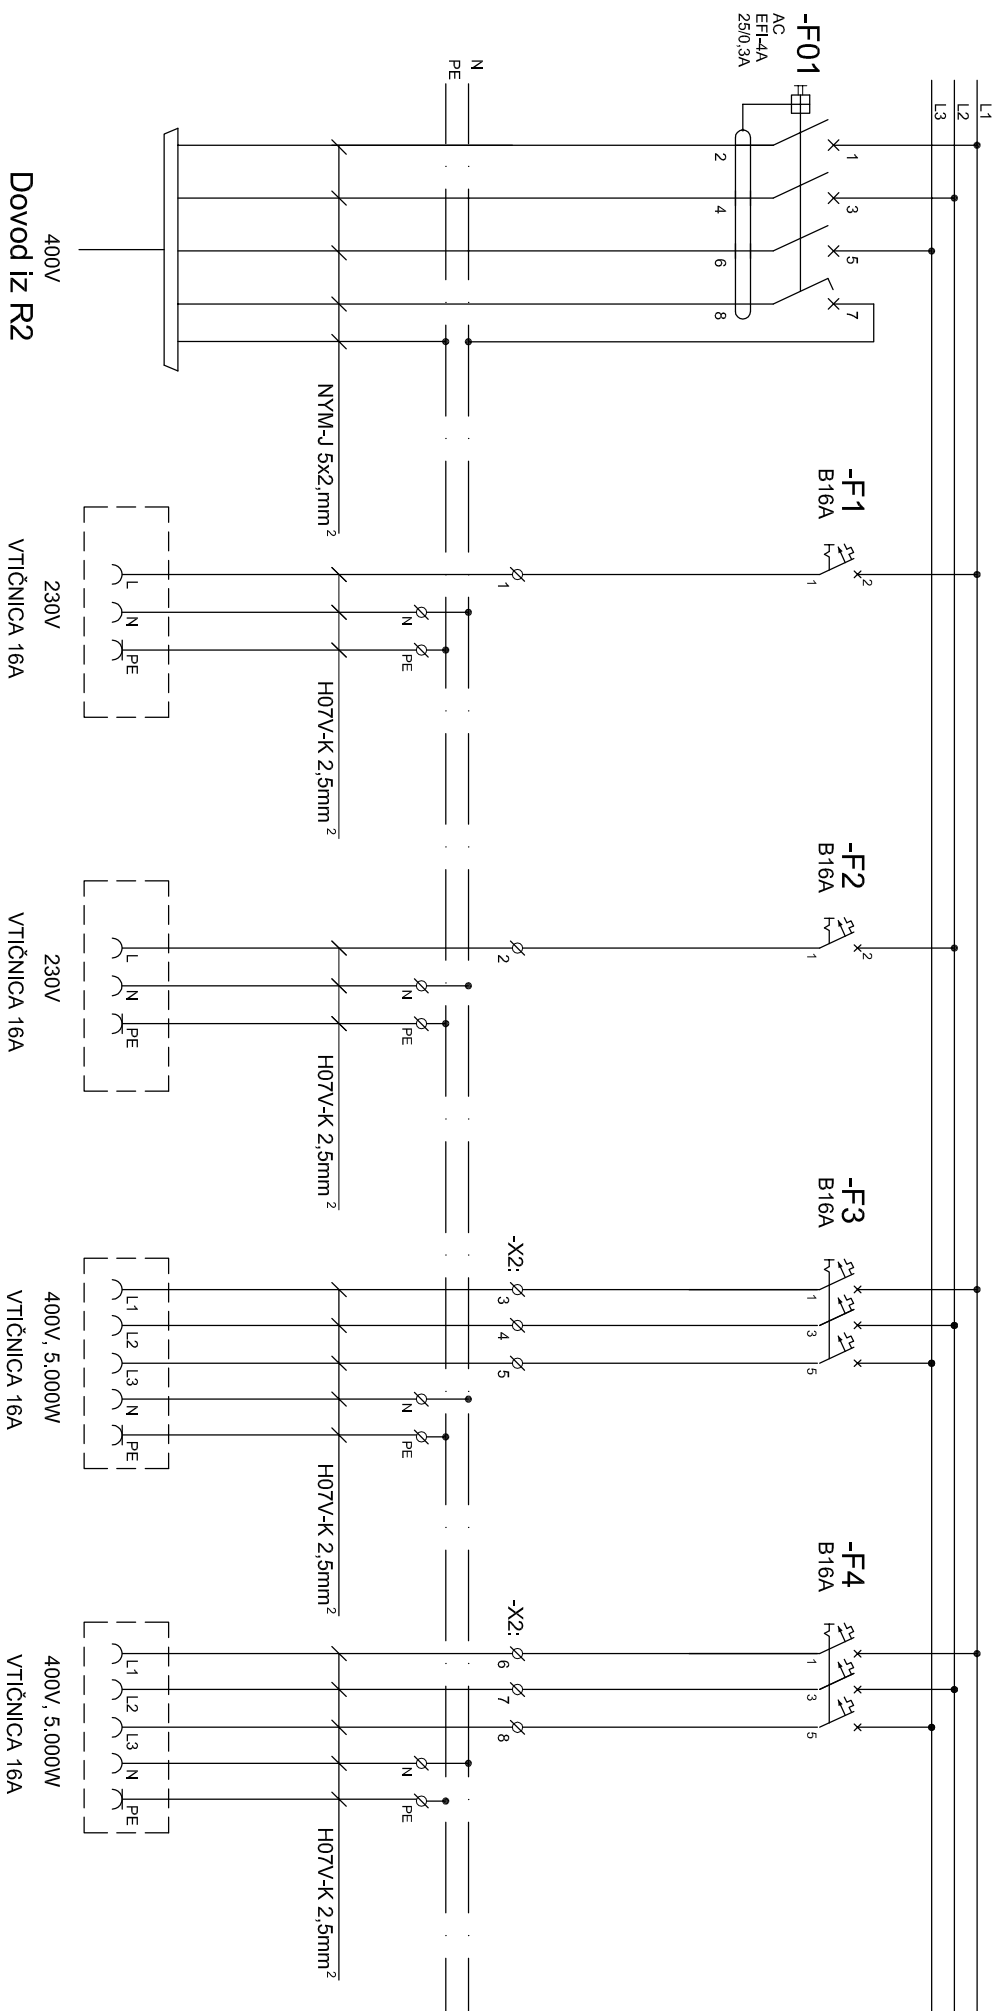 L1
L2
L3
-F01
AC
EFI-4A
25/0,3A
1
3
5
7
2
4
6
8
N
PE
NYM-J 5x2,mm²
400V
Dovod iz R2
-F1
B16A
2
1
1
N
PE
H07V-K 2,5mm²
L
N
PE
230V
VTIČNICA 16A
-F2
B16A
2
1
2
N
PE
H07V-K 2,5mm²
L
N
PE
230V
VTIČNICA 16A
-F3
B16A
1
3
5
-X2:
3
4
5
N
PE
H07V-K 2,5mm²
L1
L2
L3
N
PE
400V, 5.000W
VTIČNICA 16A
-F4
B16A
1
3
5
-X2:
6
7
8
N
PE
H07V-K 2,5mm²
L1
L2
L3
N
PE
400V, 5.000W
VTIČNICA 16A